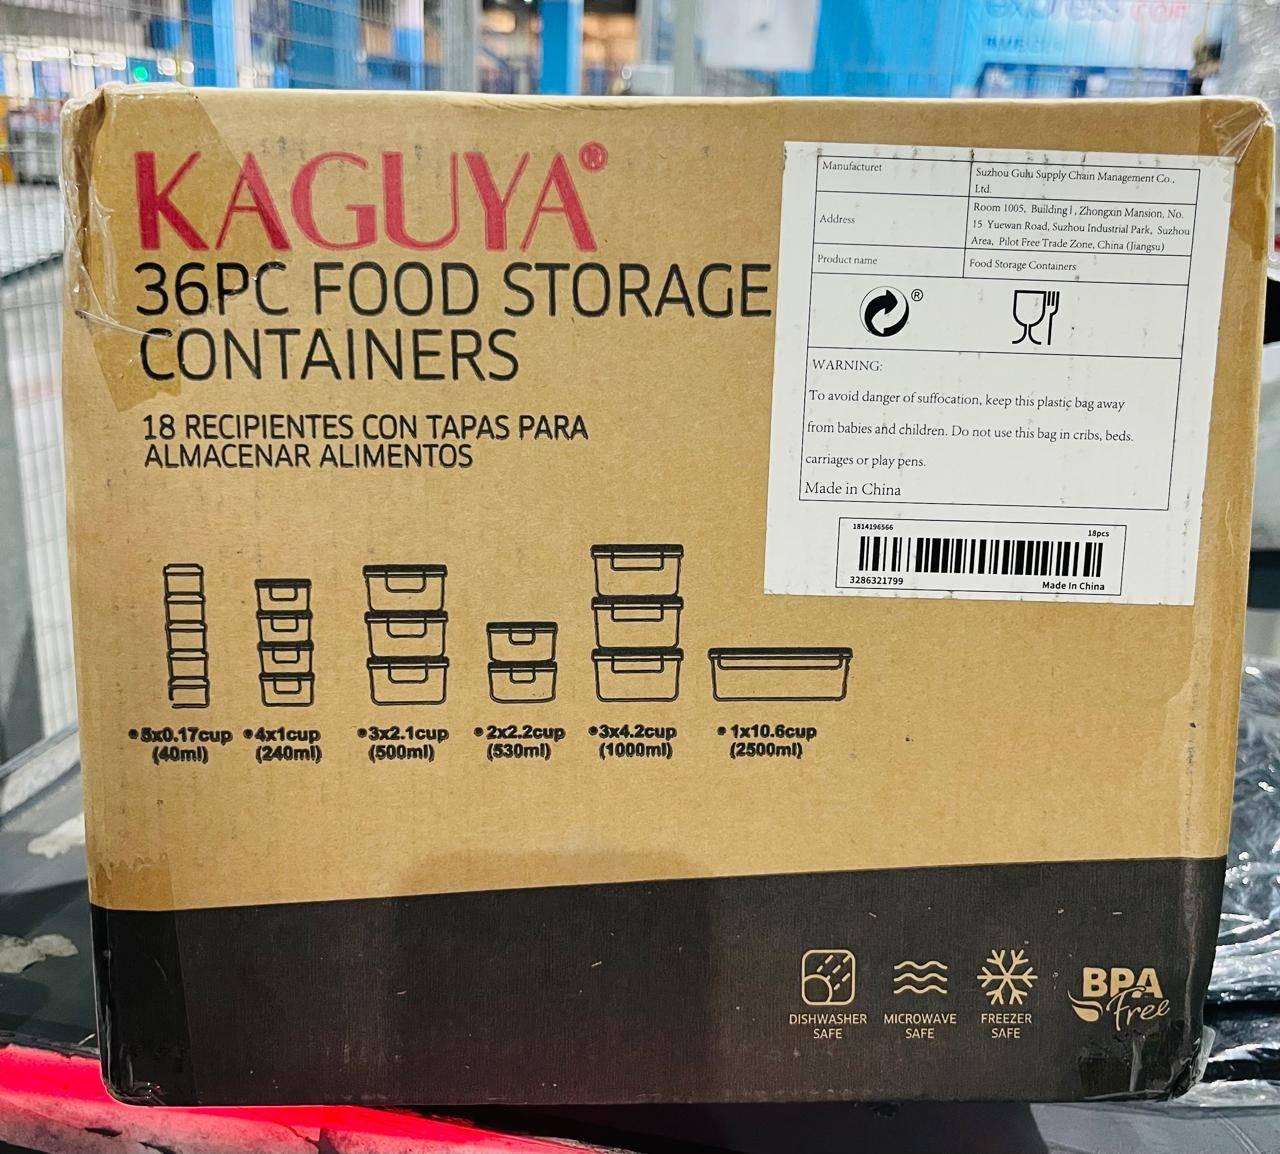 KAGUYA®
36PC FOOD STORAGE
CONTAINERS
18 RECIPIENTES CON TAPAS PARA
ALMACENAR ALIMENTOS
Manufacturet
Suzhou Gulu Supply Chain Management Co.,
Ltd.
Address
Room 1005, Building1, Zhongxin Mansion, No.
15 Yuewan Road, Suzhou Industrial Park, Suzhou
Area, Pilot Free Trade Zone, China (Jiangsu)
Product name
Food Storage Containers
®
WARNING:
To avoid danger of suffocation, keep this plastic bag away
from babies and children. Do not use this bag in cribs, beds.
carriages or play pens.
Made in China
1814196566
18pcs
3286321799
Made In China
•5x0.17cup
(40ml)
•4x1cup
(240ml)
•3x2.1cup
(500ml)
•2x2.2cup
(530ml)
•3x4.2cup
(1000ml)
•1x10.6cup
(2500ml)
DISHWASHER
SAFE
MICROWAVE
SAFE
FREEZER
SAFE
BPA
Free